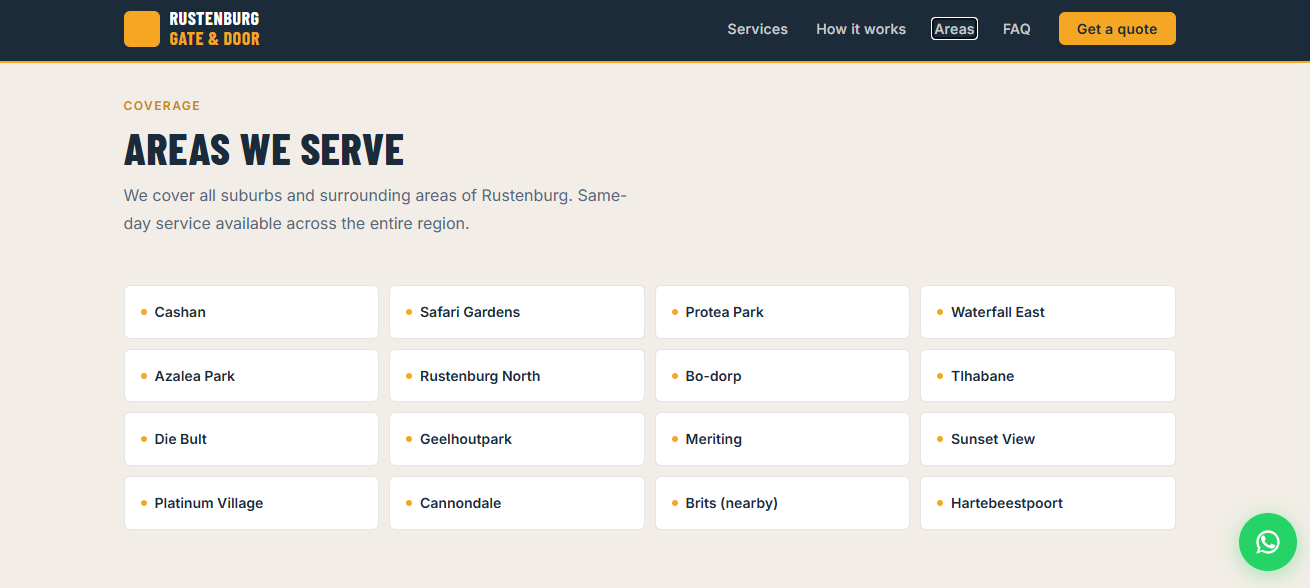 RUSTENBURG
GATE & DOOR
Services
How it works
Areas
FAQ
Get a quote
COVERAGE
AREAS WE SERVE
We cover all suburbs and surrounding areas of Rustenburg. Same-
day service available across the entire region.
Cashan
Safari Gardens
Protea Park
Waterfall East
Azalea Park
Rustenburg North
Bo-dorp
Tlhabane
Die Bult
Geelhoutpark
Meriting
Sunset View
Platinum Village
Cannondale
Brits (nearby)
Hartebeestpoort